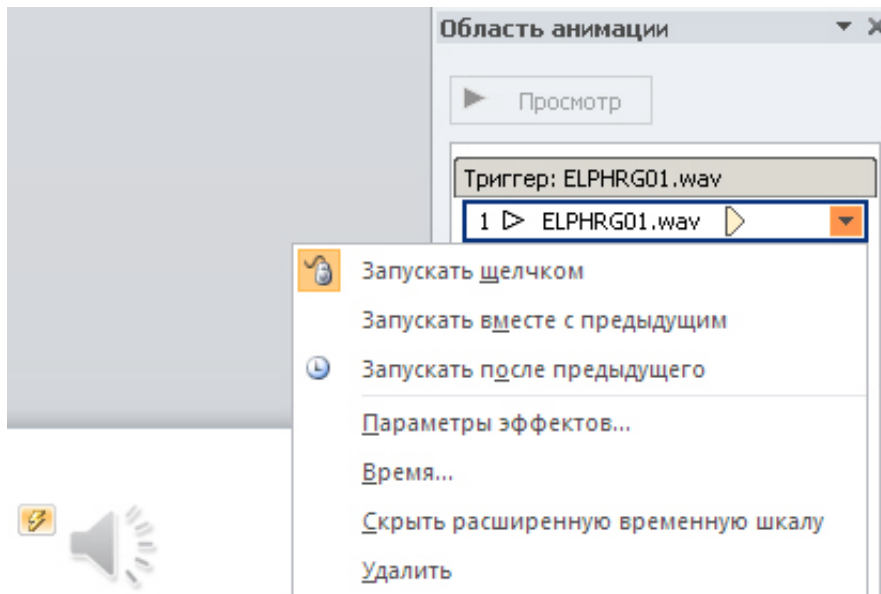 Область анимации
Просмотр
Триггер: ELPHRG01.wav
1 ELPHRG01.wav
Запускать щелчком
Запускать вместе с предыдущим
Запускать после предыдущего
Параметры эффектов...
Время...
Скрыть расширенную временную шкалу
Удалить